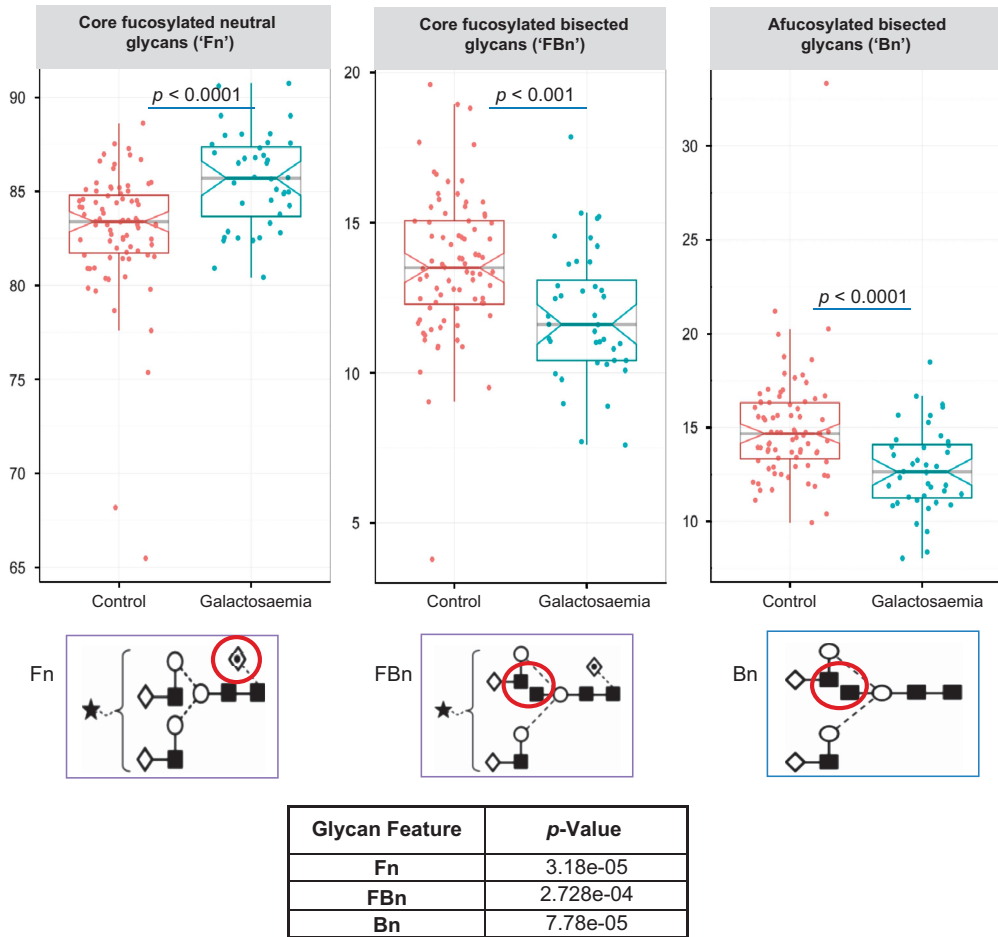 Core fucosylated neutral
glycans (‘Fn’)
Core fucosylated bisected
glycans (‘FBn’)
Afucosylated bisected
glycans (‘Bn’)
90
85
80
75
70
65
p < 0.0001
Control
Galactosaemia
20
15
10
5
p < 0.001
Control
Galactosaemia
30
25
20
15
10
p < 0.0001
Control
Galactosaemia
Fn
FBn
Bn
Glycan Feature
p-Value
Fn
3.18e-05
FBn
2.728e-04
Bn
7.78e-05